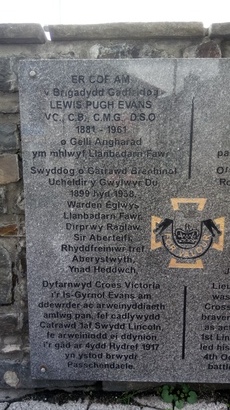 ER COF AM
y Brigadydd Gadfridog
LEWIS PUGH EVANS
VC., C.B., C.M.G., D.S.O.
1881 - 1961
o Gelli Angharad
ym mhlwyf Llanbadarn Fawr.
Swyddog o Gatrawd Brenhinol
Ucheldir y Gwylwyr Du
1899 hyd 1938.
Warden Eglwys
Llanbadarn Fawr,
Dirprwy Raglaw,
Sir Aberteifi,
Rhyddfreiniwr tref
Aberystwyth,
Ynad Heddwch.
Dyfarnwyd Croes Victoria
i'r Is-Gyrnol Evans am
ddewrder ac arweinyddiaeth
amlwg pan, fel cadlywydd
Catrawd 1af Swydd Lincoln,
fe arweiniodd ei ddynion
i'r gad ar 4ydd Hydref 1917
yn ystod brwydr
Passchendaele.